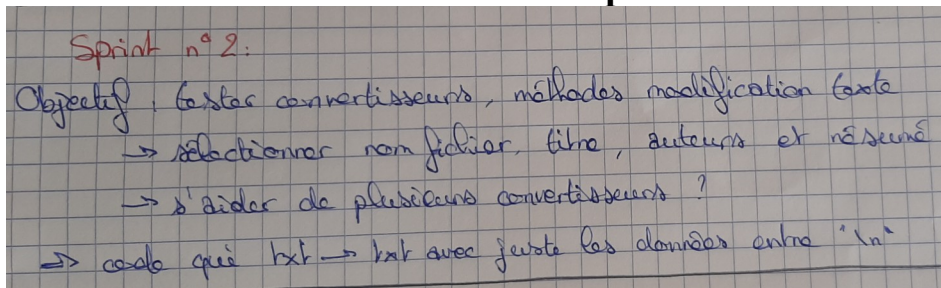 Sprint n° 2:
Objectif : tester convertisseurs, méthodes modification texte
→ sélectionner nom fichier, titre, auteurs et résumé
→ s'aider de plusieurs convertisseurs ?
⇒ code qui txt → txt avec juste les données entre "\n"